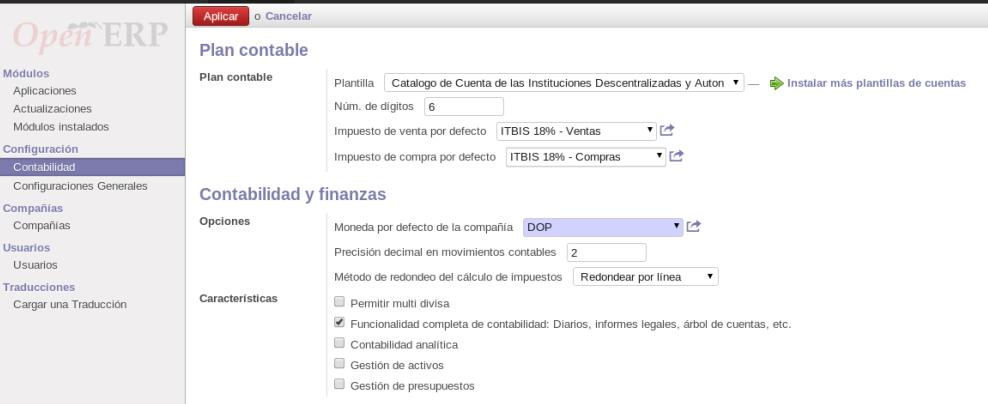 Open ERP
Aplicar o Cancelar
Módulos
Aplicaciones
Actualizaciones
Módulos instalados
Configuración
Contabilidad
Configuraciones Generales
Compañías
Compañías
Usuarios
Usuarios
Traducciones
Cargar una Traducción
Plan contable
Plan contable
Plantilla Catalogo de Cuenta de las Instituciones Descentralizadas y Auton — Instalar más plantillas de cuentas
Núm. de dígitos 6
Impuesto de venta por defecto ITBIS 18% - Ventas
Impuesto de compra por defecto ITBIS 18% - Compras
Contabilidad y finanzas
Opciones
Moneda por defecto de la compañía DOP
Precisión decimal en movimientos contables 2
Método de redondeo del cálculo de impuestos Redondear por línea
Características
Permitir multi divisa
Funcionalidad completa de contabilidad: Diarios, informes legales, árbol de cuentas, etc.
Contabilidad analítica
Gestión de activos
Gestión de presupuestos